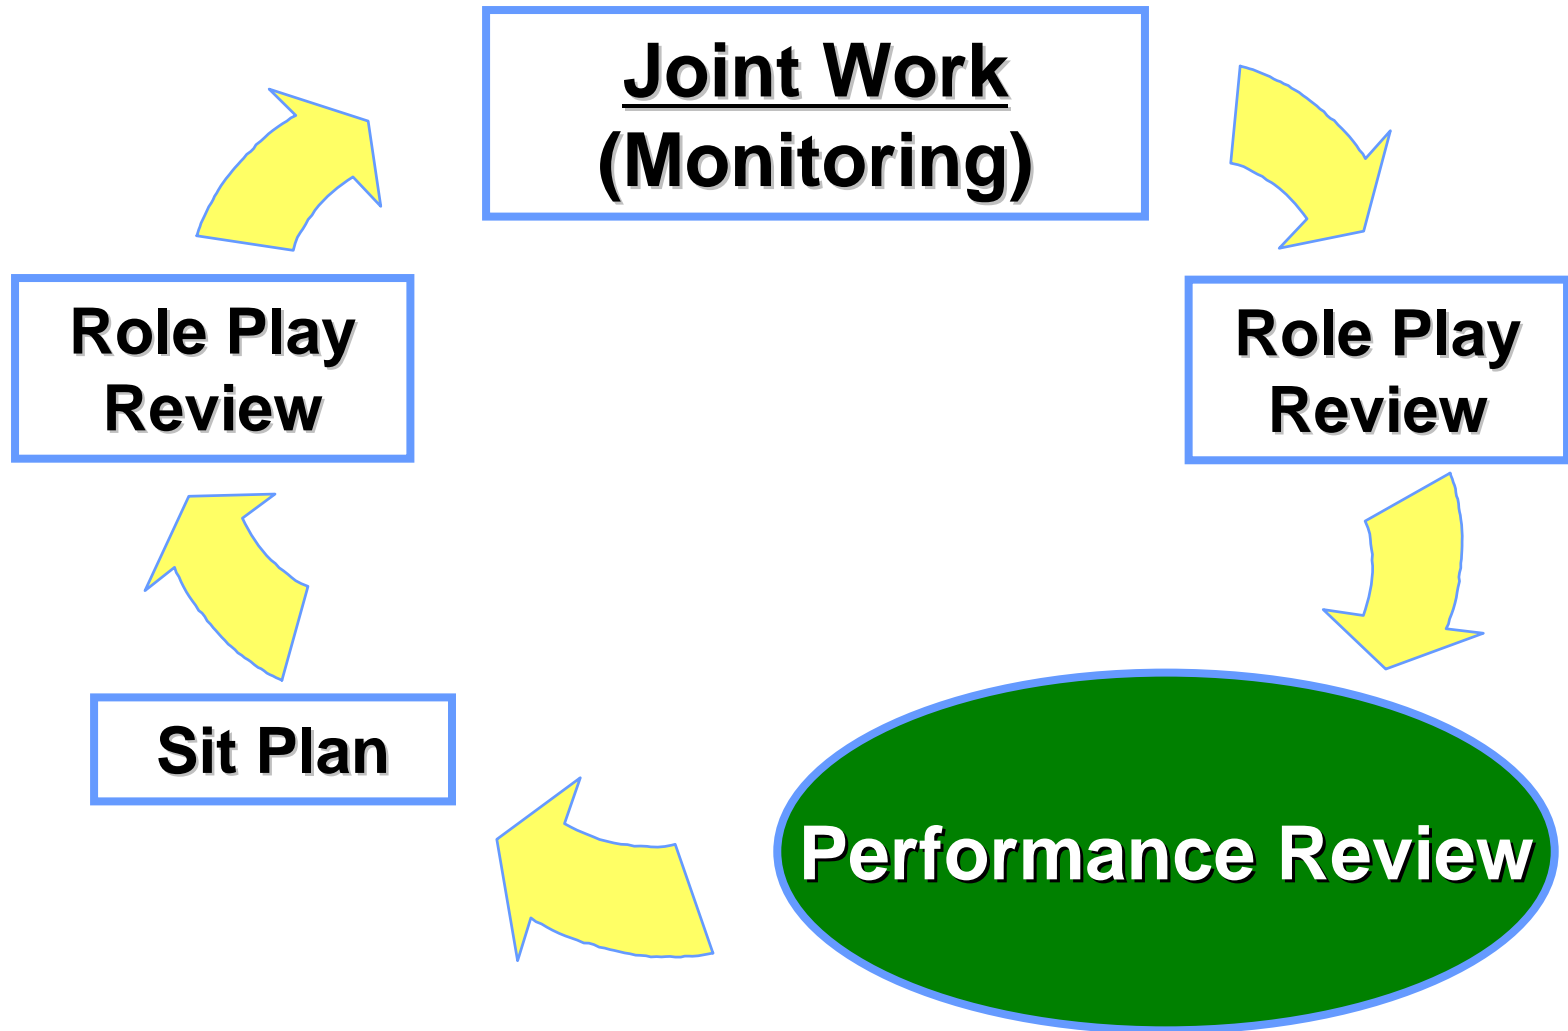 Joint Work
(Monitoring)
Role Play
Review
Role Play
Review
Sit Plan
Performance Review